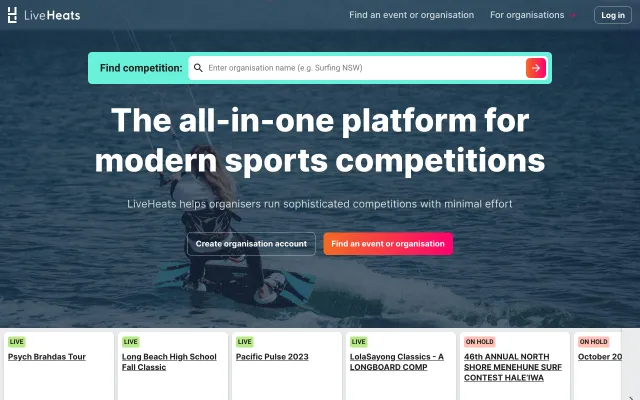 LiveHeats
Find an event or organisation
For organisations
Log in
Find competition:
Enter organisation name (e.g. Surfing NSW)
The all-in-one platform for
modern sports competitions
LiveHeats helps organisers run sophisticated competitions with minimal effort
Create organisation account
Find an event or organisation
LIVE
Psych Brahdas Tour
LIVE
Long Beach High School
Fall Classic
LIVE
Pacific Pulse 2023
LIVE
LolaSayong Classics - A
LONGBOARD COMP
ON HOLD
46th ANNUAL NORTH
SHORE MENEHUNE SURF
CONTEST HALE'IWA
ON HOLD
October 20